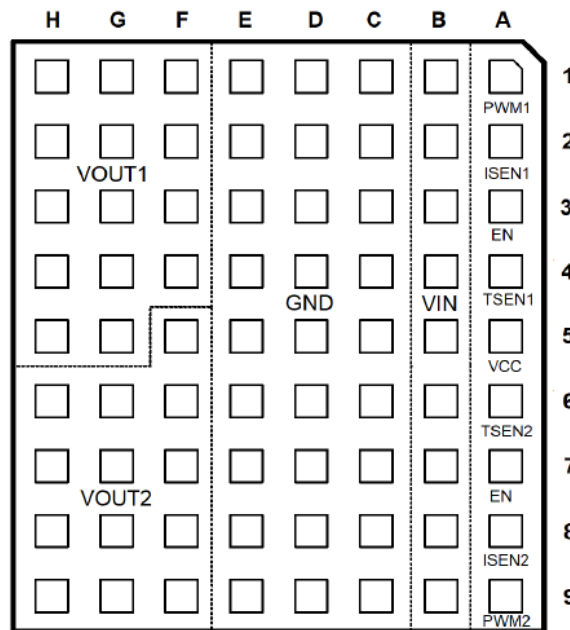 H G F E D C B A
1
PWM1
2
VOUT1
ISEN1
3
EN
4
GND VIN TSEN1
5
VCC
6
TSEN2
7
VOUT2 EN
8
ISEN2
9
PWM2